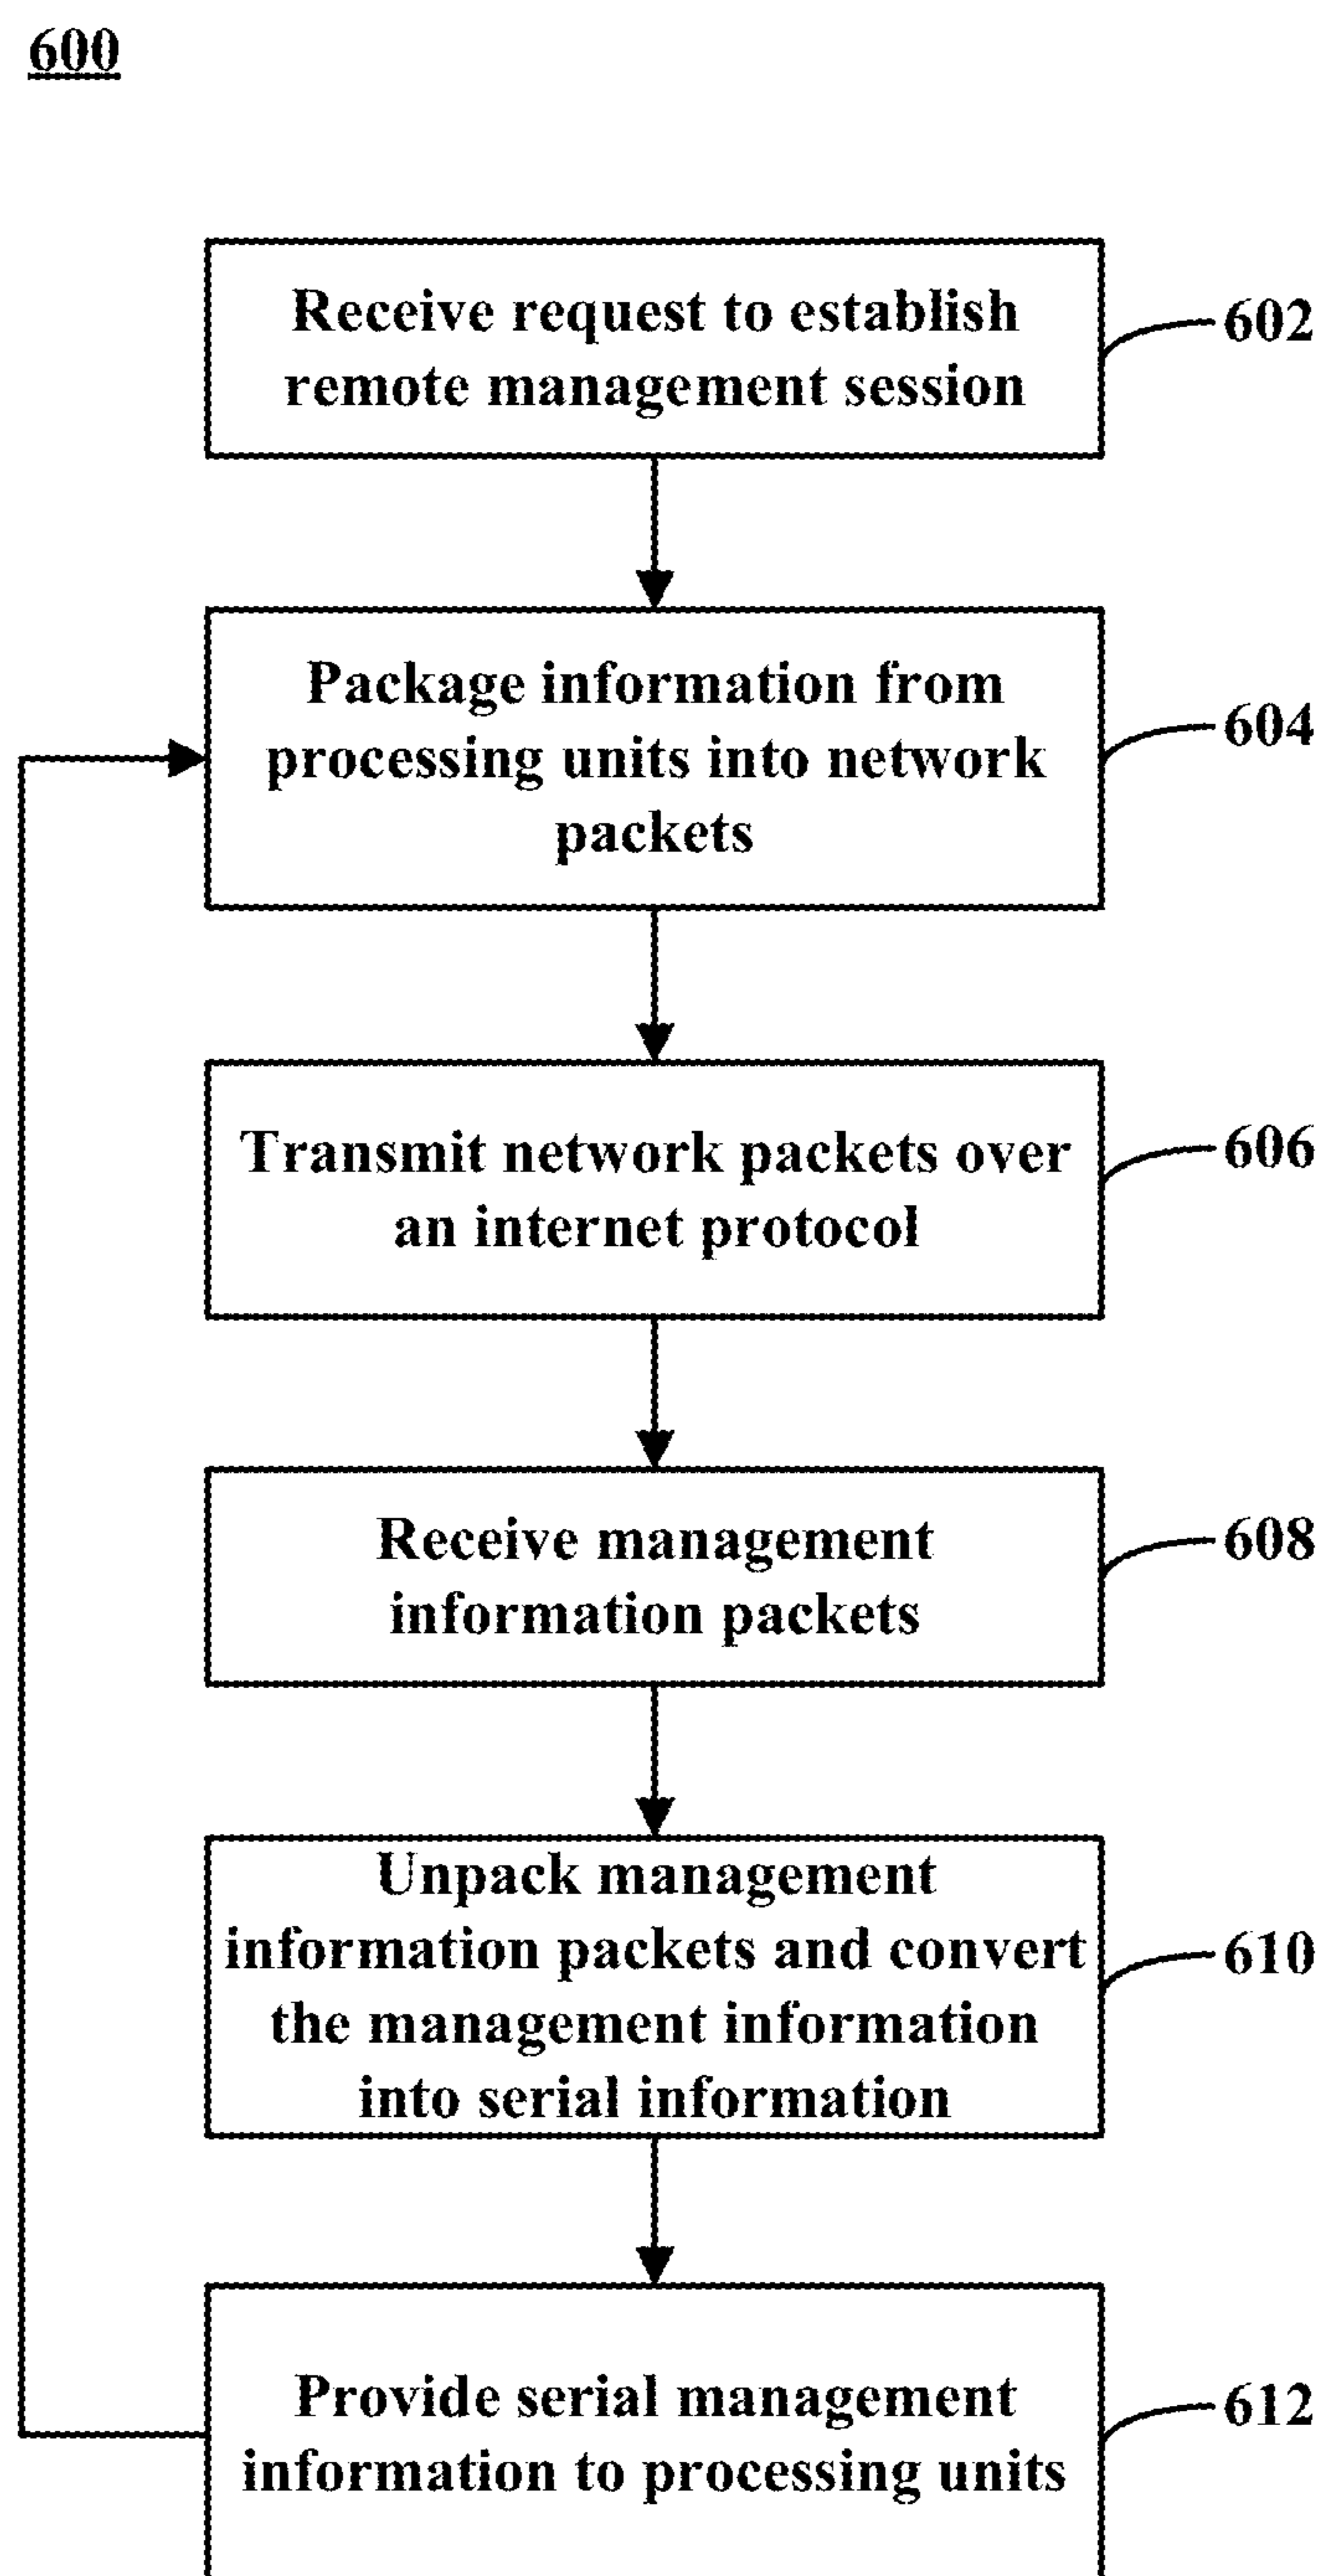 600
Receive request to establish
remote management session
602
Package information from
processing units into network
packets
604
Transmit network packets over
an internet protocol
606
Receive management
information packets
608
Unpack management
information packets and convert
the management information
into serial information
610
Provide serial management
information to processing units
612